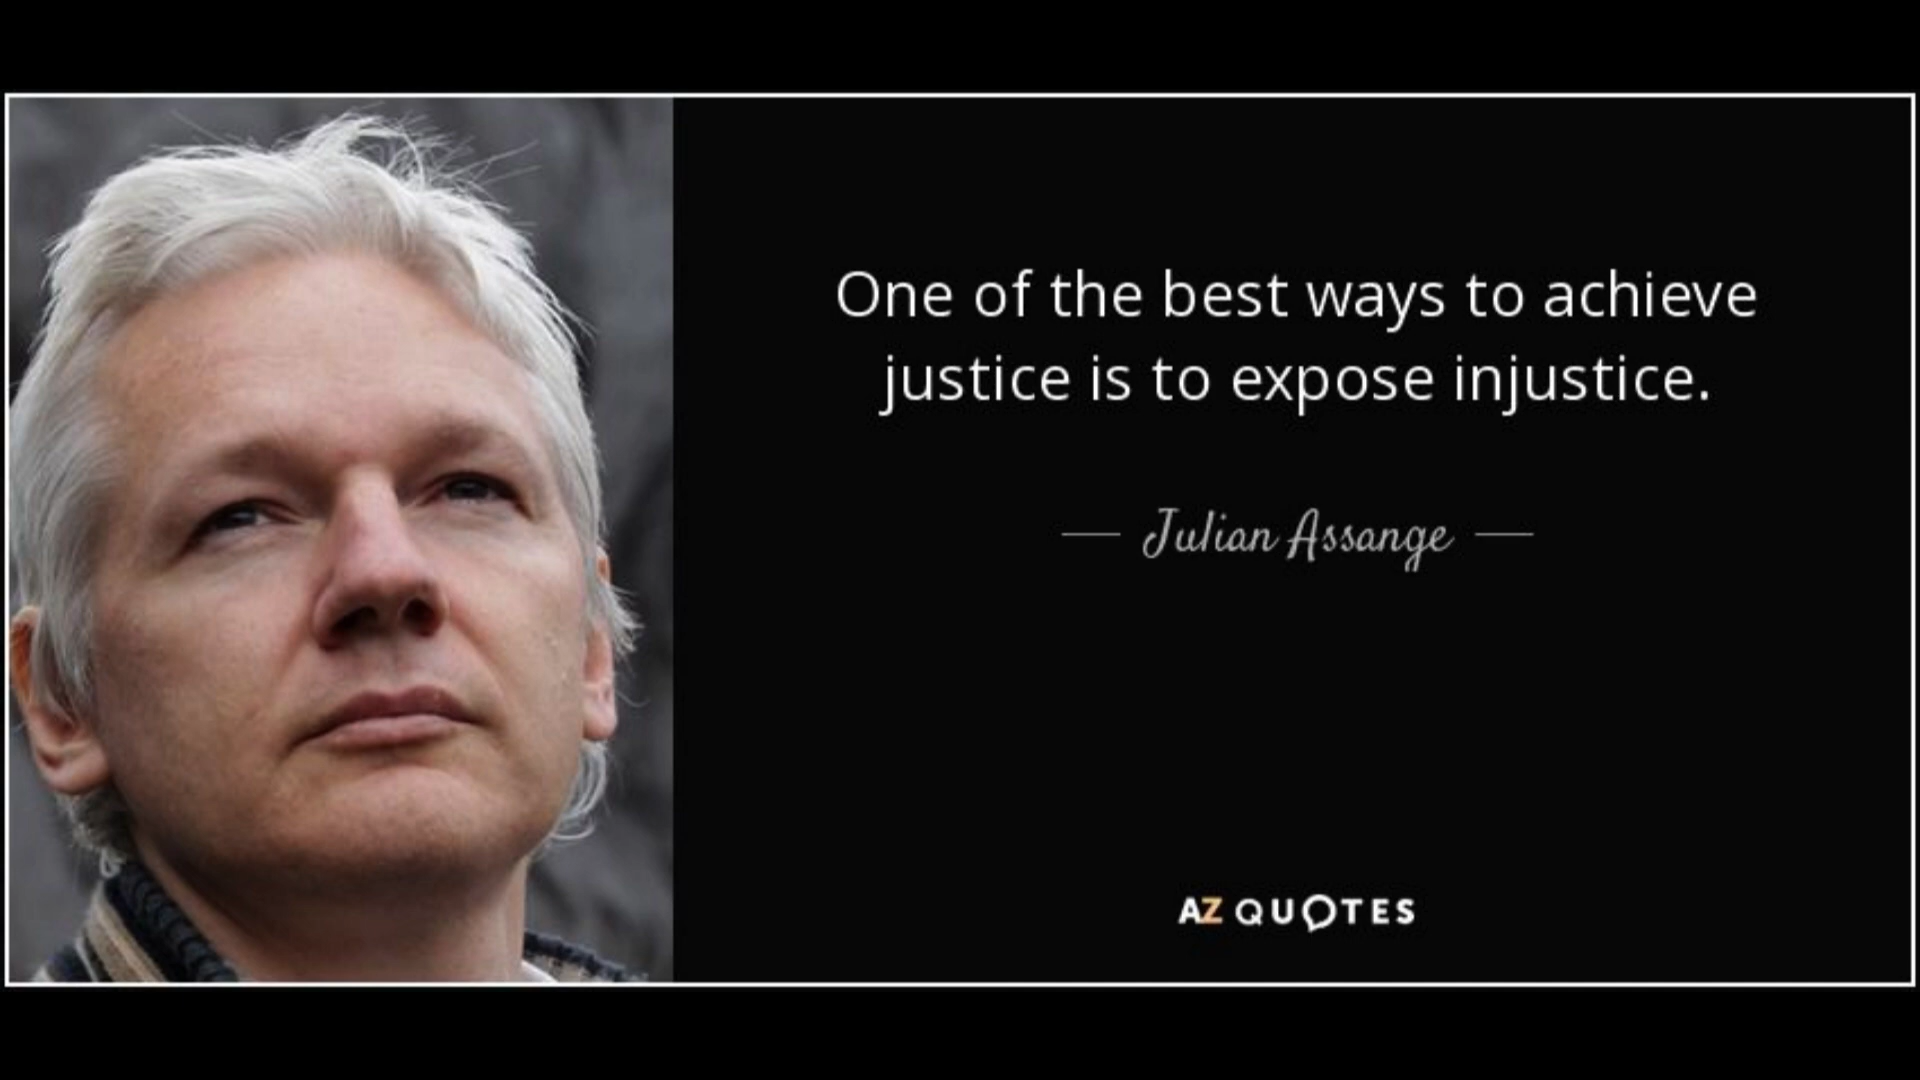 One of the best ways to achieve
justice is to expose injustice.
Julian Assange
AZ QUOTES